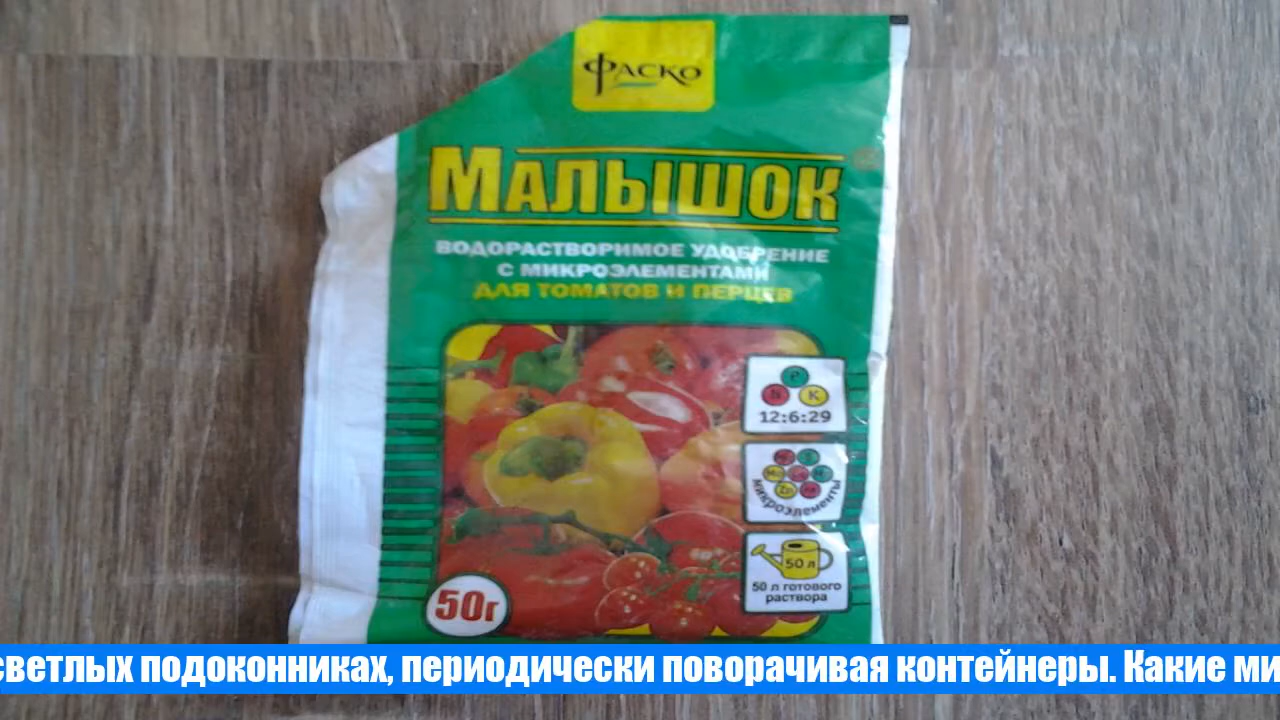 ФАСКО
МАЛЫШОК
ВОДОРАСТВОРИМОЕ УДОБРЕНИЕ
С МИКРОЭЛЕМЕНТАМИ
ДЛЯ ТОМАТОВ И ПЕРЦЕВ
P
N K
12:6:29
микроэлементы
50 л
50 л готового
раствора
50г
светлых подоконниках, периодически поворачивая контейнеры. Какие ми